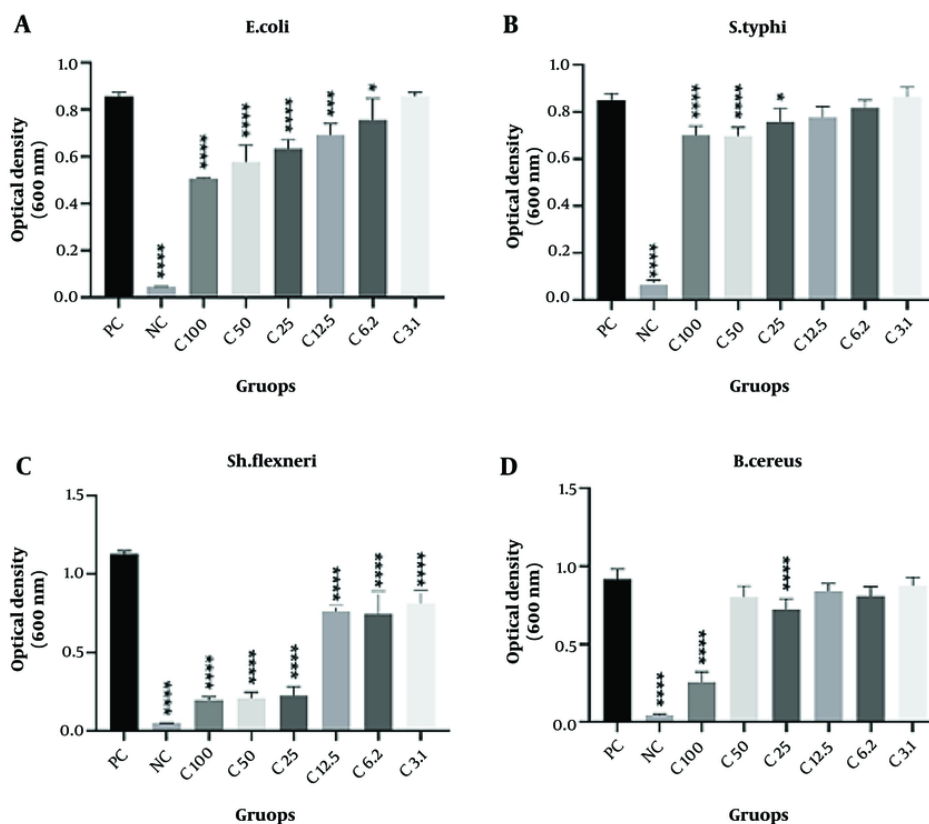 A
E.coli
Optical density
(600 nm)
1.0
0.8
0.6
0.4
0.2
0.0
****
****
****
****
***
*
PC
NC
C 100
C 50
C 25
C 12.5
C 6.2
C 3.1
Gruops
B
S.typhi
Optical density
(600 nm)
1.0
0.8
0.6
0.4
0.2
0.0
****
****
****
*
PC
NC
C 100
C 50
C 25
C 12.5
C 6.2
C 3.1
Gruops
C
Sh.flexneri
Optical density
(600 nm)
1.5
1.0
0.5
0.0
****
****
****
****
****
****
****
PC
NC
C 100
C 50
C 25
C 12.5
C 6.2
C 3.1
Gruops
D
B.cereus
Optical density
(600 nm)
1.5
1.0
0.5
0.0
****
****
****
PC
NC
C 100
C 50
C 25
C 12.5
C 6.2
C 3.1
Gruops